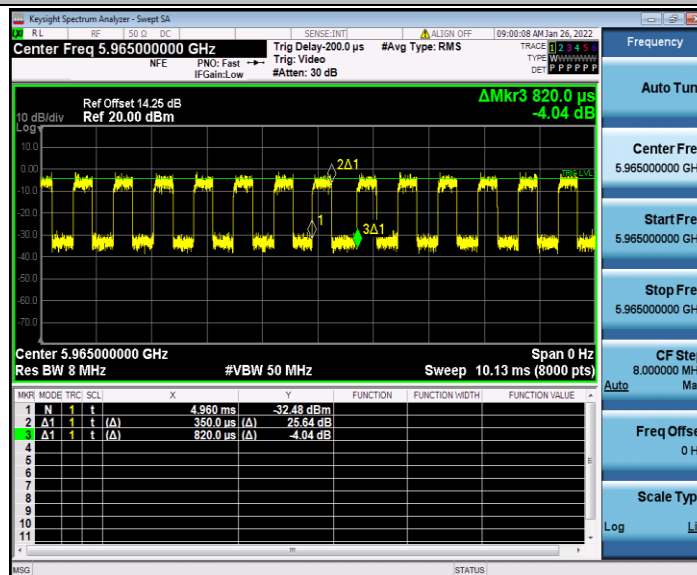 Keysight Spectrum Analyzer - Swept SA
RL RF 50 Ω DC SENSE:INT ALIGN OFF 09:00:08 AM Jan 26, 2022
Center Freq 5.965000000 GHz
NFE PNO: Fast IFGain:Low
Trig Delay-200.0 µs #Avg Type: RMS
Trig: Video
#Atten: 30 dB
TRACE 1 2 3 4 5 6
TYPE WWWWWW
DET P P P P P P
ΔMkr3 820.0 µs
-4.04 dB
Ref Offset 14.25 dB
10 dB/div Ref 20.00 dBm
Log
10.0
0.00
-10.0
-20.0
-30.0
-40.0
-50.0
-60.0
-70.0
2Δ1
TRIG LVL
1
3Δ1
Center 5.965000000 GHz Span 0 Hz
Res BW 8 MHz #VBW 50 MHz Sweep 10.13 ms (8000 pts)
MKR MODE TRC SCL X Y FUNCTION FUNCTION WIDTH FUNCTION VALUE
1 N 1 t 4.960 ms -32.48 dBm
2 Δ1 1 t (Δ) 350.0 µs (Δ) 25.64 dB
3 Δ1 1 t (Δ) 820.0 µs (Δ) -4.04 dB
4
5
6
7
8
9
10
11
MSG STATUS
Frequency
Auto Tun
Center Fre
5.965000000 GH
Start Fre
5.965000000 GH
Stop Fre
5.965000000 GH
CF Ste
8.000000 MH
Auto Ma
Freq Offse
0 H
Scale Typ
Log Li